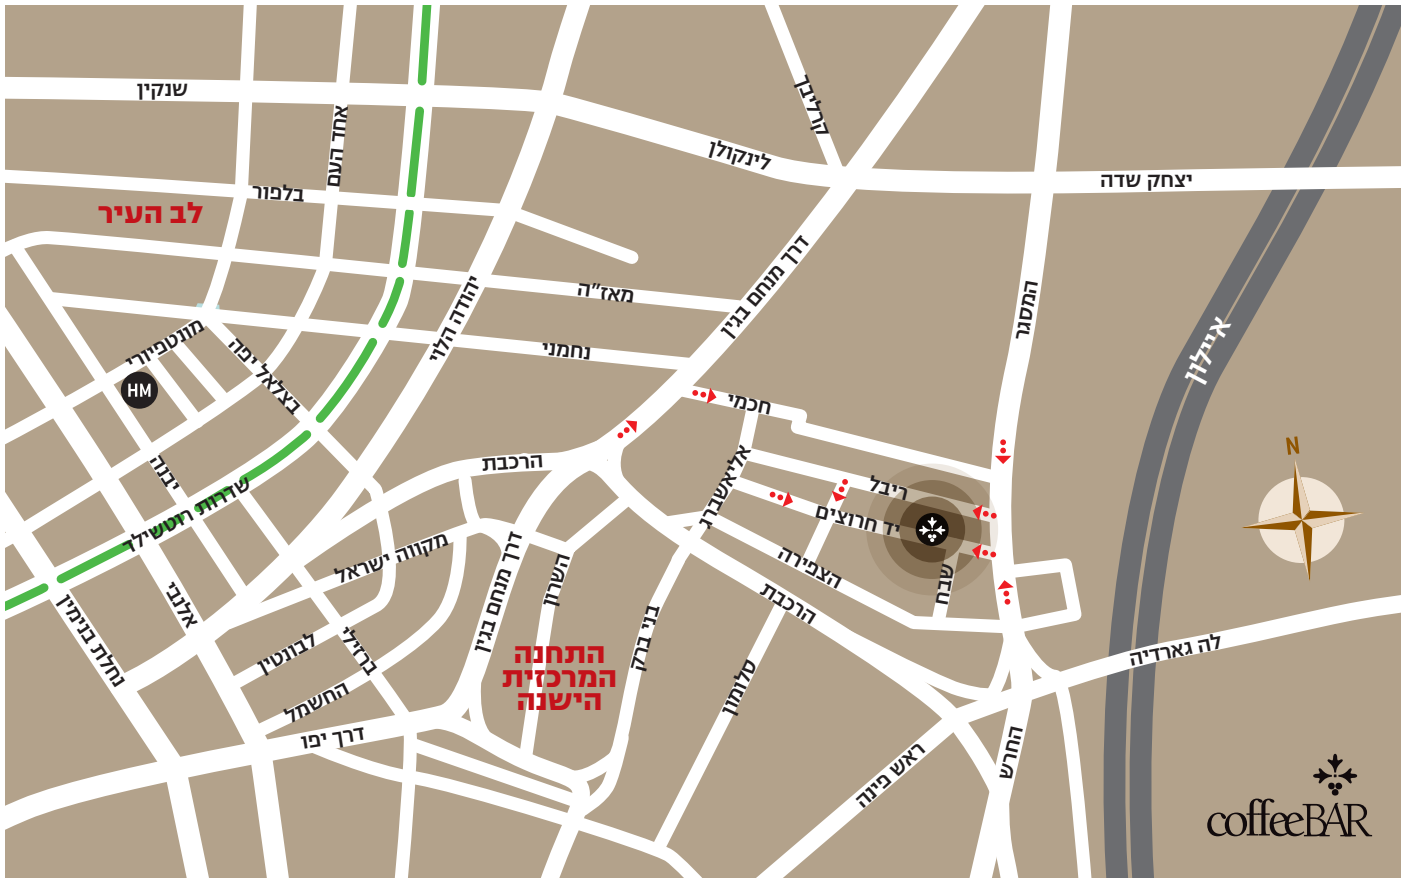 שנקין
אחד העם
קרליבך
לינקולן
יצחק שדה
בלפור
לב העיר
דרך מנחם בגין
יהודה הלוי
מאז"ה
המסגר
איילון
מונטפיורי
בצלאל יפה
נחמני
HM
חכמי
N
הרכבת
אליאשברג
ריבל
יבנה
שדרות רוטשילד
יד חרוצים
מקווה ישראל
דרך מנחם בגין
השרון
הצפירה
שבח
הרכבת
אלנבי
נחלת בנימין
לבונטין
ברזילי
בני ברק
התחנה
המרכזית
הישנה
לה גארדיה
סלומון
החשמל
דרך יפו
ראש פינה
החרש
coffeeBAR